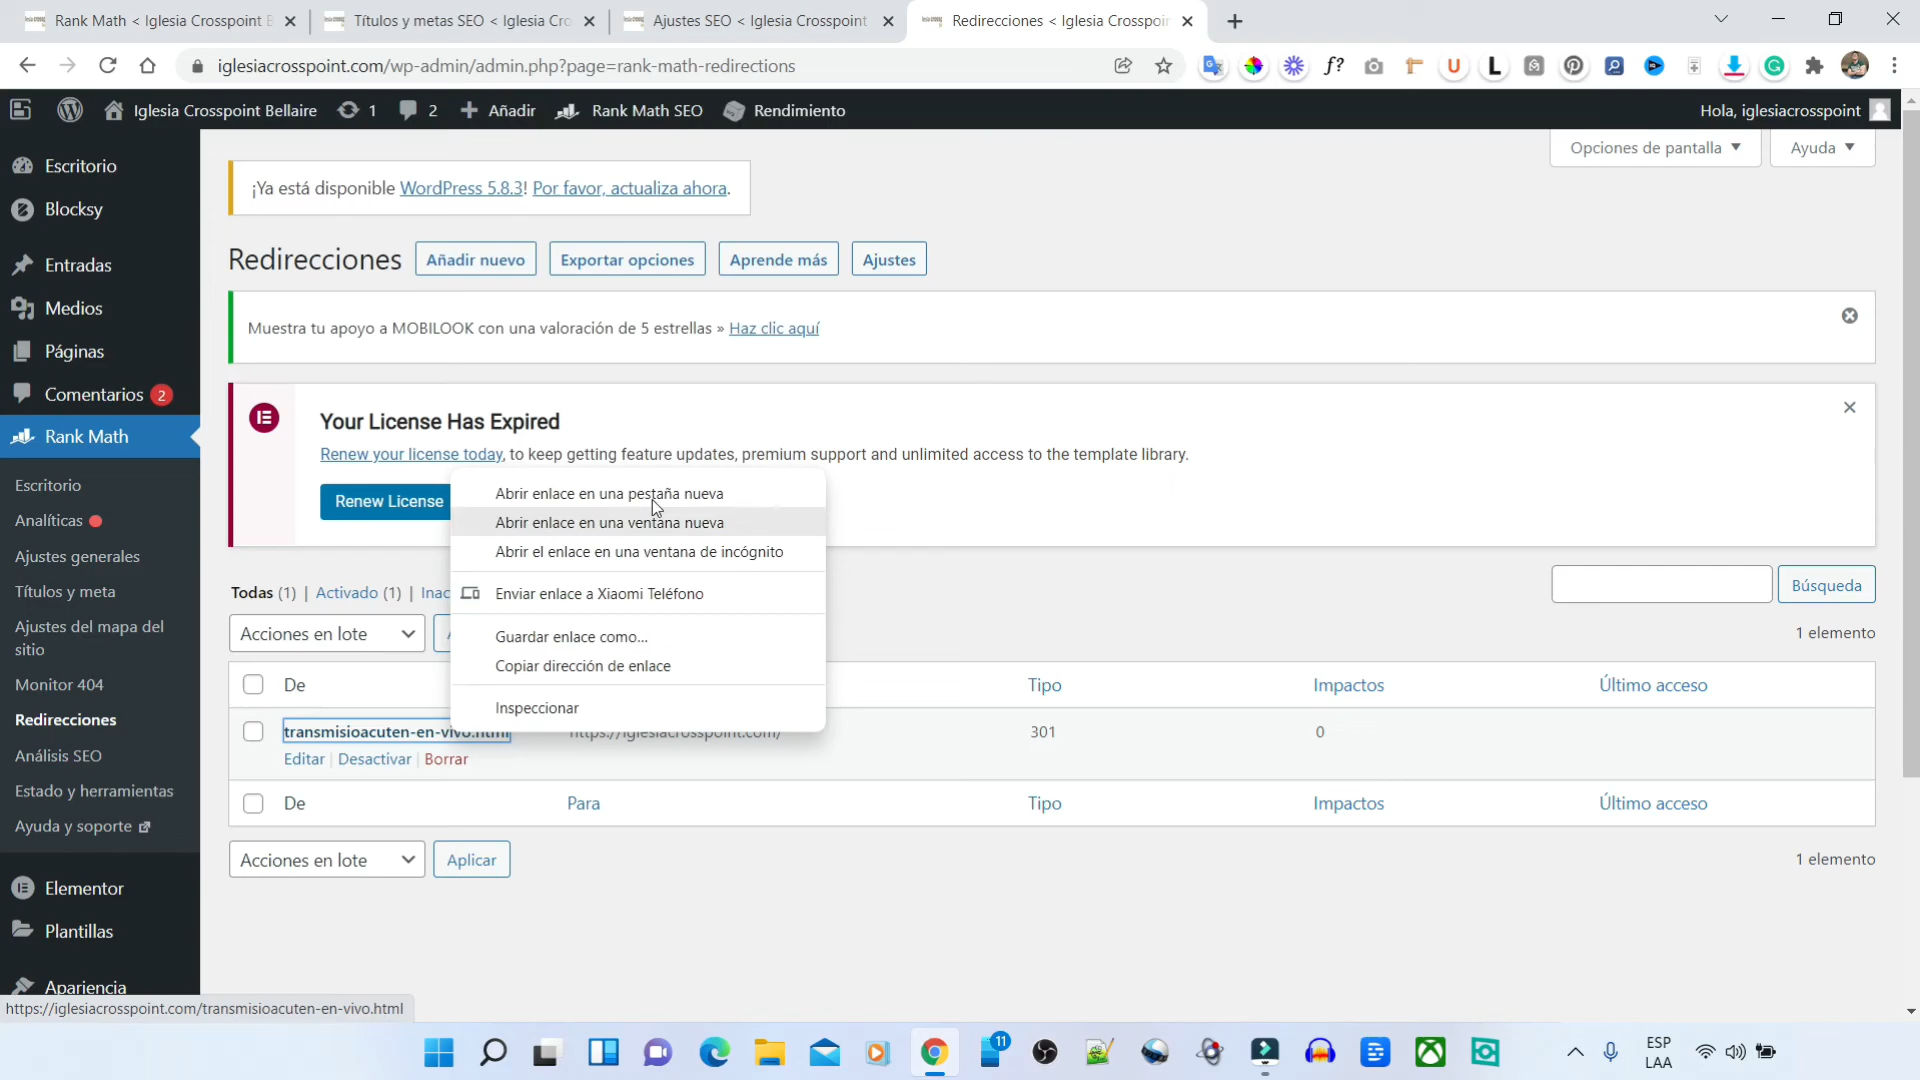 Rank Math < Iglesia Crosspoint B
Títulos y metas SEO < Iglesia Cro
Ajustes SEO < Iglesia Crosspoint
Redirecciones < Iglesia Crosspoin
iglesiacrosspoint.com/wp-admin/admin.php?page=rank-math-redirections
Iglesia Crosspoint Bellaire
1
2
Añadir
Rank Math SEO
Rendimiento
Hola, iglesiacrosspoint
Opciones de pantalla
Ayuda
Escritorio
Blocksy
Entradas
Medios
Páginas
Comentarios 2
Rank Math
Escritorio
Analíticas
Ajustes generales
Títulos y meta
Ajustes del mapa del
sitio
Monitor 404
Redirecciones
Análisis SEO
Estado y herramientas
Ayuda y soporte
Elementor
Plantillas
Apariencia
¡Ya está disponible WordPress 5.8.3! Por favor, actualiza ahora.
Redirecciones
Añadir nuevo
Exportar opciones
Aprende más
Ajustes
Muestra tu apoyo a MOBILOOK con una valoración de 5 estrellas » Haz clic aquí
Your License Has Expired
Renew your license today, to keep getting feature updates, premium support and unlimited access to the template library.
Renew License
Abrir enlace en una pestaña nueva
Abrir enlace en una ventana nueva
Abrir el enlace en una ventana de incógnito
Enviar enlace a Xiaomi Teléfono
Guardar enlace como...
Copiar dirección de enlace
Inspeccionar
Todas (1) | Activado (1) | Inac
Búsqueda
Acciones en lote
1 elemento
De
Tipo
Impactos
Último acceso
transmisioacuten-en-vivo.html
https://iglesiacrosspoint.com/
301
0
Editar | Desactivar | Borrar
De
Para
Tipo
Impactos
Último acceso
Acciones en lote
Aplicar
1 elemento
https://iglesiacrosspoint.com/transmisioacuten-en-vivo.html
11
ESP
LAA